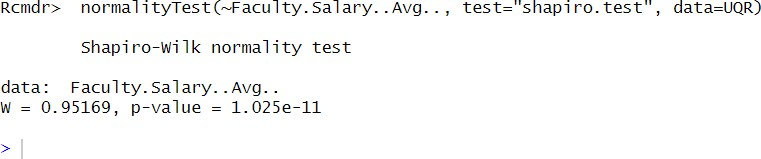 Rcmdr>  normalityTest(~Faculty.Salary..Avg.., test="shapiro.test", data=UQR)
Shapiro-Wilk normality test
data:  Faculty.Salary..Avg..
W = 0.95169, p-value = 1.025e-11
>